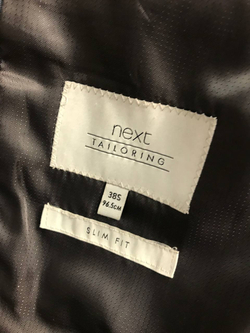 next
TAILORING
38S
96.5cm
SLIM FIT